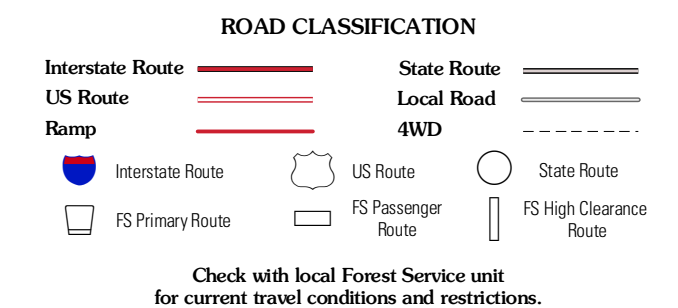 ROAD CLASSIFICATION
Interstate Route
State Route
US Route
Local Road
Ramp
4WD
Interstate Route
US Route
State Route
FS Primary Route
FS Passenger
Route
FS High Clearance
Route
Check with local Forest Service unit
for current travel conditions and restrictions.